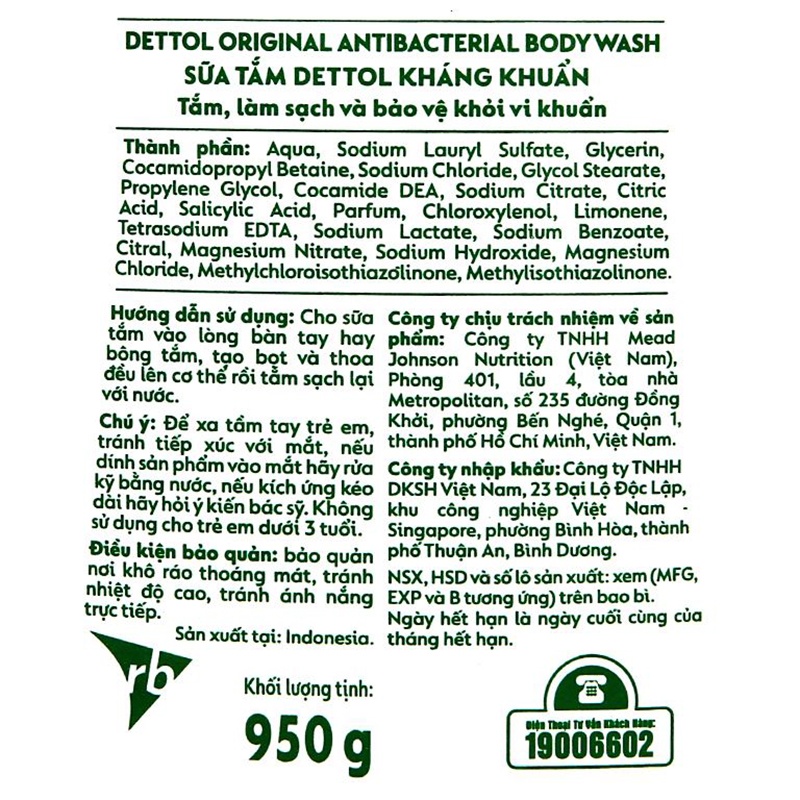 DETTOL ORIGINAL ANTIBACTERIAL BODY WASH
SỮA TẮM DETTOL KHÁNG KHUẨN
Tắm, làm sạch và bảo vệ khỏi vi khuẩn
Thành phần: Aqua, Sodium Lauryl Sulfate, Glycerin,
Cocamidopropyl Betaine, Sodium Chloride, Glycol Stearate,
Propylene Glycol, Cocamide DEA, Sodium Citrate, Citric
Acid, Salicylic Acid, Parfum, Chloroxylenol, Limonene,
Tetrasodium EDTA, Sodium Lactate, Sodium Benzoate,
Citral, Magnesium Nitrate, Sodium Hydroxide, Magnesium
Chloride, Methylchloroisothiazolinone, Methylisothiazolinone.
Hướng dẫn sử dụng: Cho sữa
tắm vào lòng bàn tay hay
bông tắm, tạo bọt và thoa
đều lên cơ thể rồi tắm sạch lại
với nước.
Chú ý: Để xa tầm tay trẻ em,
tránh tiếp xúc với mắt, nếu
dính sản phẩm vào mắt hãy rửa
kỹ bằng nước, nếu kích ứng kéo
dài hãy hỏi ý kiến bác sỹ. Không
sử dụng cho trẻ em dưới 3 tuổi.
Điều kiện bảo quản: bảo quản
nơi khô ráo thoáng mát, tránh
nhiệt độ cao, tránh ánh nắng
trực tiếp.
Sản xuất tại: Indonesia.
Công ty chịu trách nhiệm về sản
phẩm: Công ty TNHH Mead
Johnson Nutrition (Việt Nam),
Phòng 401, lầu 4, tòa nhà
Metropolitan, số 235 đường Đồng
Khởi, phường Bến Nghé, Quận 1,
thành phố Hồ Chí Minh, Việt Nam.
Công ty nhập khẩu: Công ty TNHH
DKSH Việt Nam, 23 Đại Lộ Độc Lập,
khu công nghiệp Việt Nam -
Singapore, phường Bình Hòa, thành
phố Thuận An, Bình Dương.
NSX, HSD và số lô sản xuất: xem (MFG,
EXP và B tương ứng) trên bao bì.
Ngày hết hạn là ngày cuối cùng của
tháng hết hạn.
rb
Khối lượng tịnh:
950 g
Điện Thoại Tư Vấn Khách Hàng:
19006602